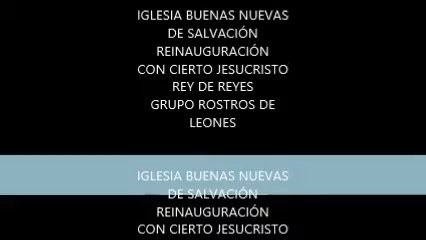 IGLESIA BUENAS NUEVAS
DE SALVACIÓN
REINAUGURACIÓN
CON CIERTO JESUCRISTO
REY DE REYES
GRUPO ROSTROS DE
LEONES
IGLESIA BUENAS NUEVAS
DE SALVACIÓN
REINAUGURACIÓN
CON CIERTO JESUCRISTO